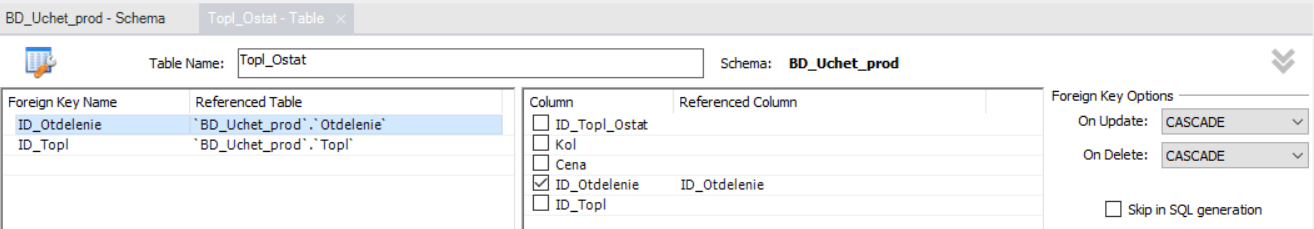 BD_Uchet_prod - Schema Topl_Ostat - Table ×
Table Name: Topl_Ostat Schema: BD_Uchet_prod
Foreign Key Name Referenced Table
ID_Otdelenie `BD_Uchet_prod`.`Otdelenie`
ID_Topl `BD_Uchet_prod`.`Topl`
Column Referenced Column
ID_Topl_Ostat
Kol
Cena
ID_Otdelenie ID_Otdelenie
ID_Topl
Foreign Key Options
On Update: CASCADE
On Delete: CASCADE
Skip in SQL generation